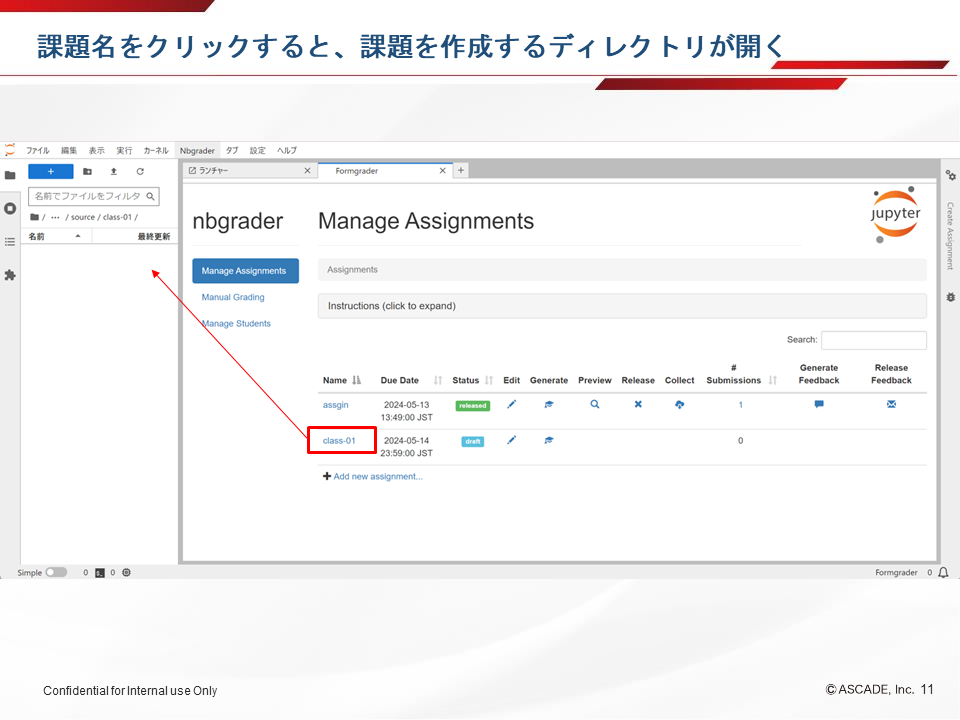 課題名をクリックすると、課題を作成するディレクトリが開く
ファイル 編集 表示 実行 カーネル Nbgrader タブ 設定 ヘルプ
+
ランチャー
Formgrader
名前でファイルをフィルタ
/ ··· / source / class-01 /
名前 最終更新
nbgrader
Manage Assignments
Manual Grading
Manage Students
Manage Assignments
jupyter
Assignments
Instructions (click to expand)
Search:
Name Due Date Status Edit Generate Preview Release Collect # Submissions Generate Feedback Release Feedback
assgin 2024-05-13 13:49:00 JST released 1
class-01 2024-05-14 23:59:00 JST draft 0
+ Add new assignment...
Create Assignment
Simple 0 0 Formgrader 0
Confidential for Internal use Only
© ASCADE, Inc. 11